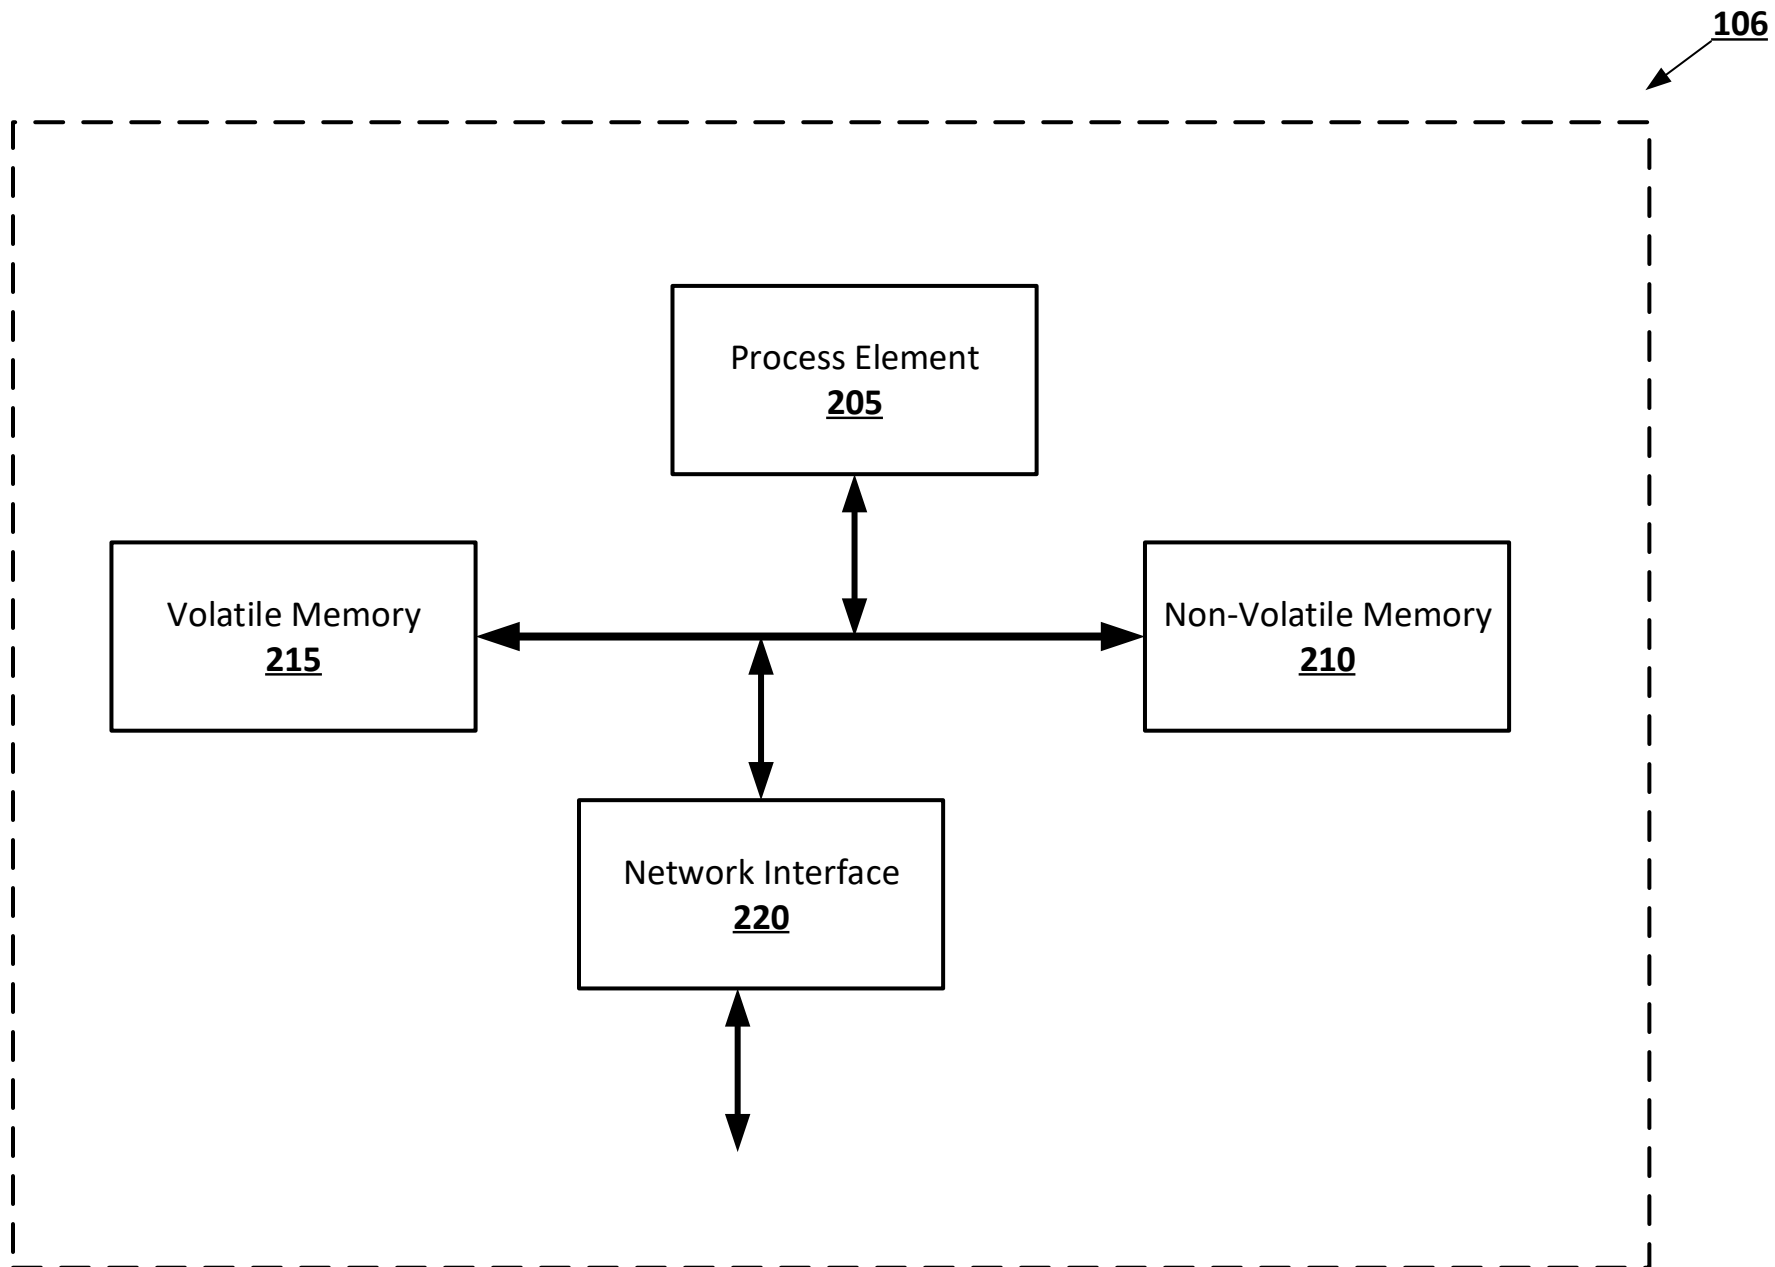 106
Process Element
205
Volatile Memory
215
Non-Volatile Memory
210
Network Interface
220